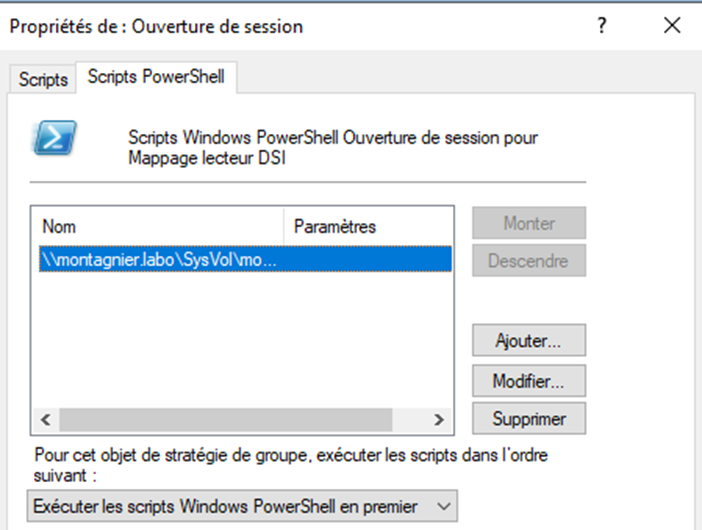 Propriétés de : Ouverture de session
Scripts
Scripts PowerShell
Scripts Windows PowerShell Ouverture de session pour
Mappage lecteur DSI
Nom
Paramètres
\\montagnier.labo\SysVol\mo...
Monter
Descendre
Ajouter...
Modifier...
Supprimer
Pour cet objet de stratégie de groupe, exécuter les scripts dans l'ordre
suivant :
Exécuter les scripts Windows PowerShell en premier